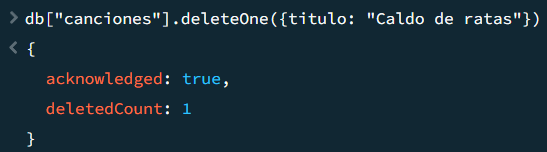 > db["canciones"].deleteOne({titulo: "Caldo de ratas"})
< {
acknowledged: true,
deletedCount: 1
}